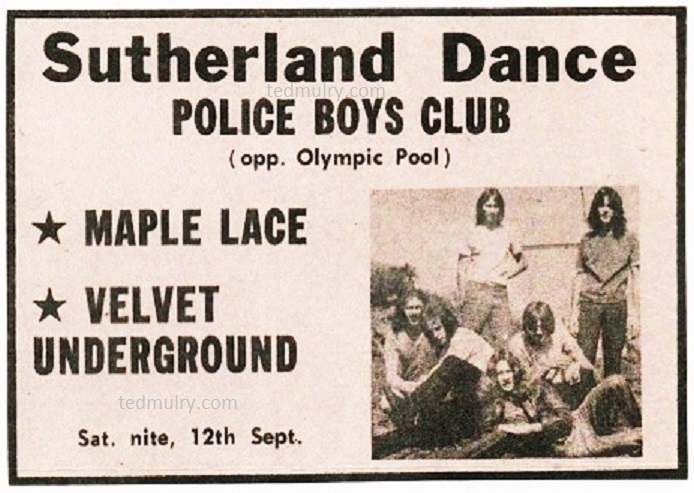 Sutherland Dance
tedmulry.com
POLICE BOYS CLUB
(opp. Olympic Pool)
★ MAPLE LACE
★ VELVET
UNDERGROUND
tedmulry.com
Sat. nite, 12th Sept.